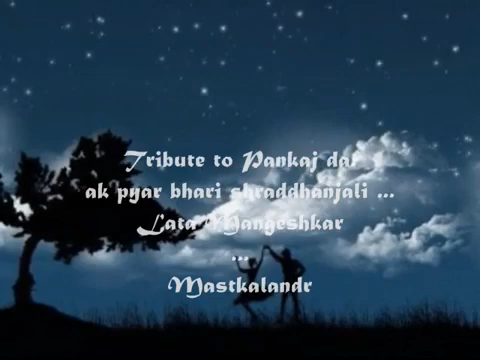 Tribute to Pankaj da
ak pyar bhari shraddhanjali ...
Lata Mangeshkar
...
Mastkalandr